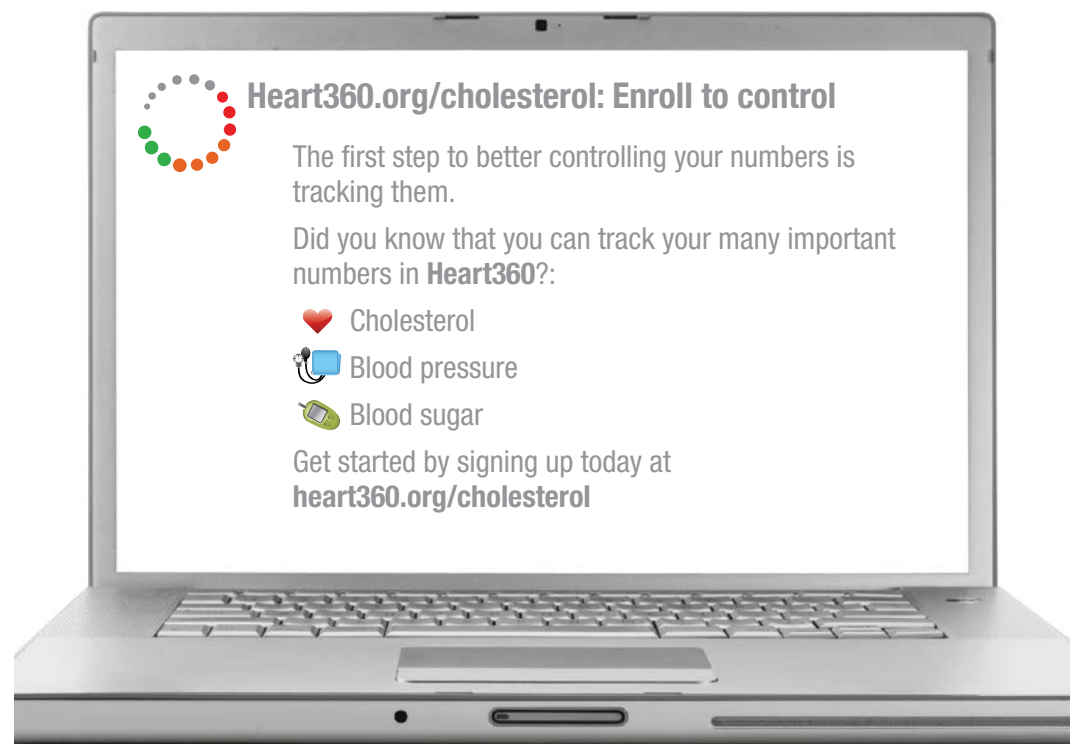 Heart360.org/cholesterol: Enroll to control
The first step to better controlling your numbers is
tracking them.
Did you know that you can track your many important
numbers in Heart360?:
Cholesterol
Blood pressure
Blood sugar
Get started by signing up today at
heart360.org/cholesterol